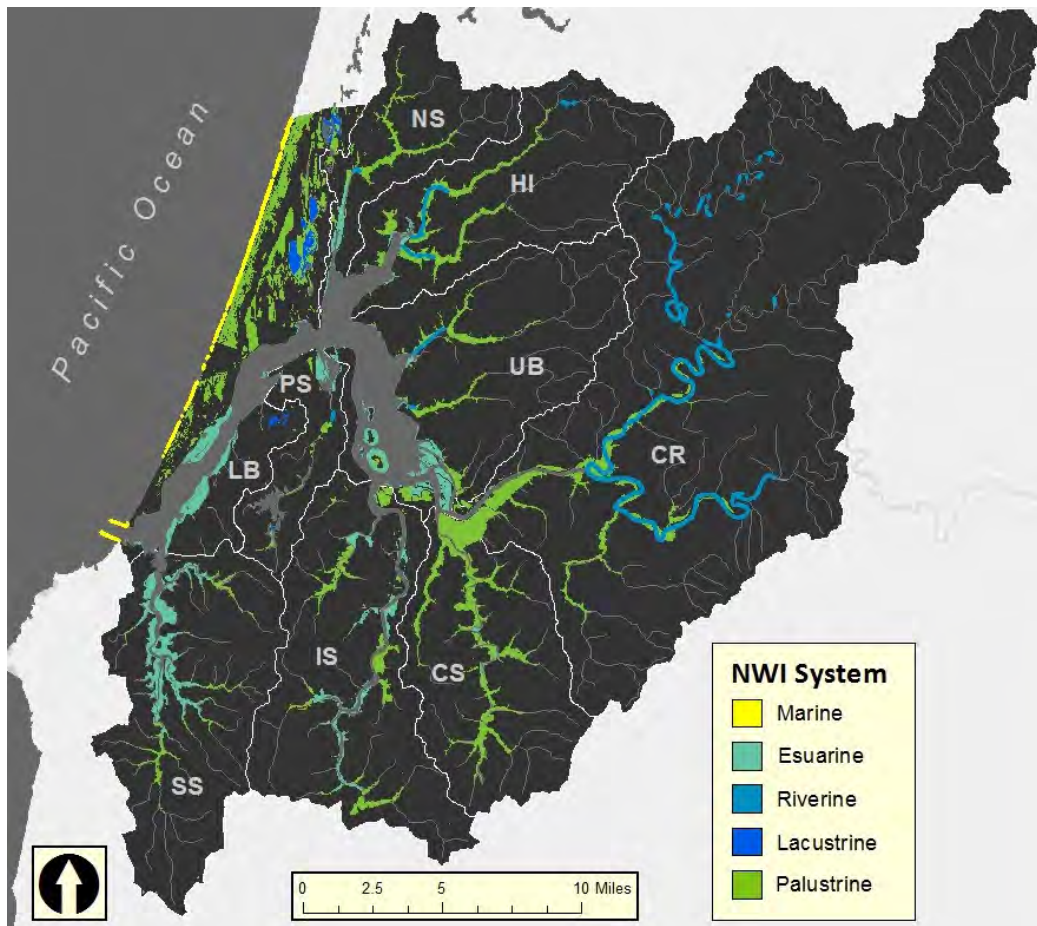 Pacific Ocean
NS
HI
UB
PS
LB
CR
IS
CS
SS
NWI System
Marine
Esuarine
Riverine
Lacustrine
Palustrine
0 2.5 5 10 Miles